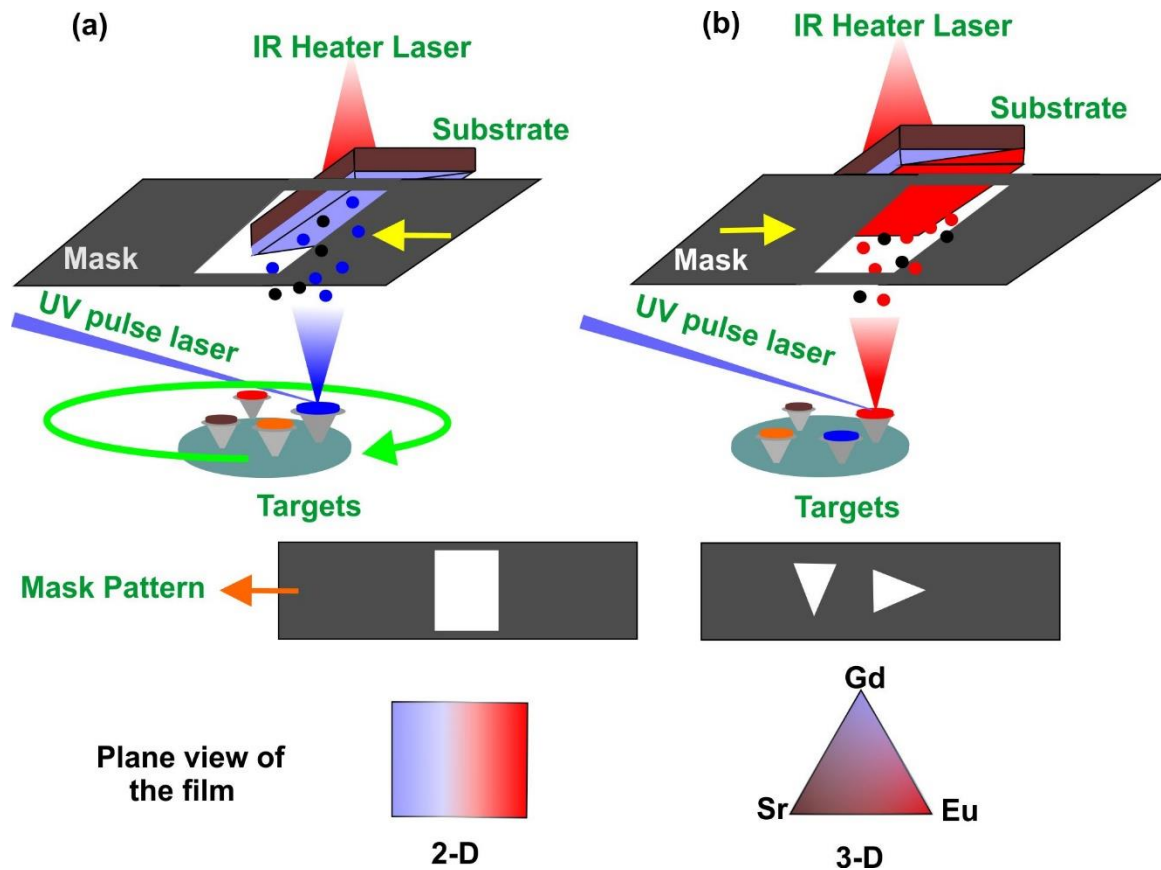 (a)
IR Heater Laser
Substrate
Mask
UV pulse laser
Targets
(b)
IR Heater Laser
Substrate
Mask
UV pulse laser
Targets
Mask Pattern
Plane view of
the film
2-D
Gd
Sr
Eu
3-D